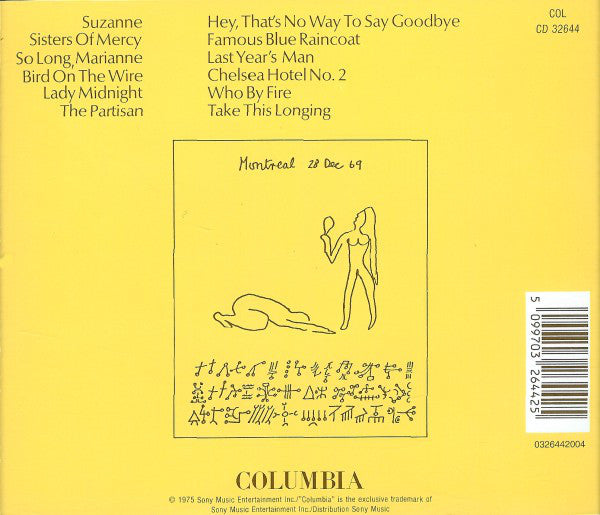 Suzanne
Sisters Of Mercy
So Long, Marianne
Bird On The Wire
Lady Midnight
The Partisan
Hey, That's No Way To Say Goodbye
Famous Blue Raincoat
Last Year's Man
Chelsea Hotel No. 2
Who By Fire
Take This Longing
COL
CD 32644
Montreal 28 Dec 69
5 099703 264425
0326442004
COLUMBIA
© 1975 Sony Music Entertainment Inc./"Columbia" is the exclusive trademark of
Sony Music Entertainment Inc./Distribution Sony Music